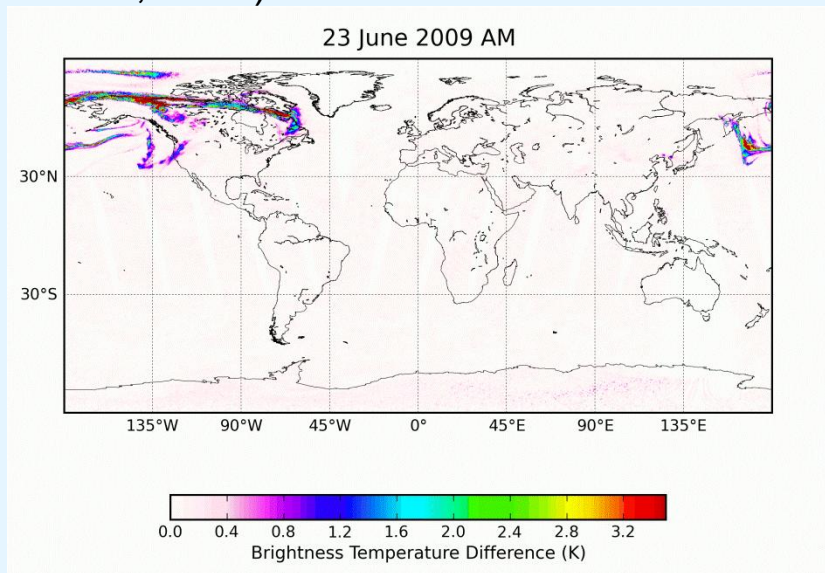 23 June 2009 AM
30°N
30°S
135°W 90°W 45°W 0° 45°E 90°E 135°E
0.0 0.4 0.8 1.2 1.6 2.0 2.4 2.8 3.2
Brightness Temperature Difference (K)